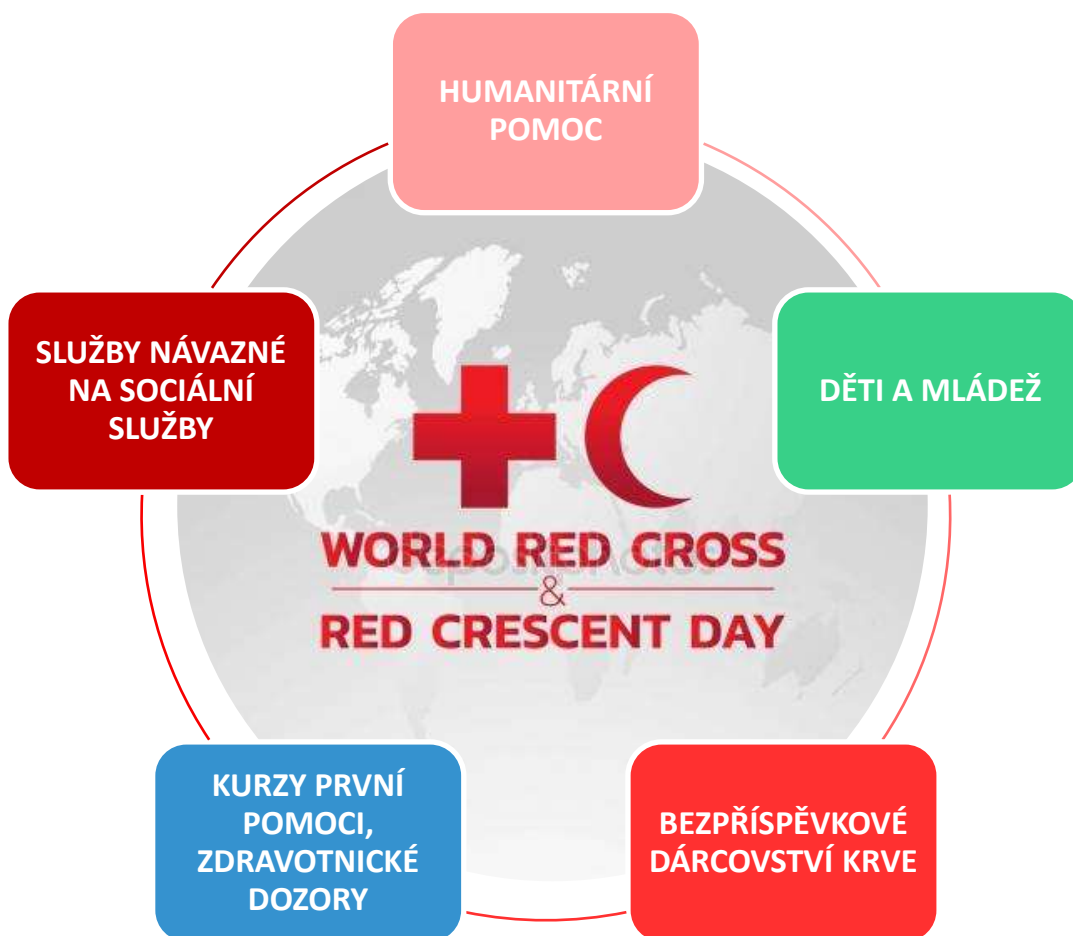 HUMANITÁRNÍ
POMOC
SLUŽBY NÁVAZNÉ
NA SOCIÁLNÍ
SLUŽBY
DĚTI A MLÁDEŽ
WORLD RED CROSS
&
RED CRESCENT DAY
KURZY PRVNÍ
POMOCI,
ZDRAVOTNICKÉ
DOZORY
BEZPŘÍSPĚVKOVÉ
DÁRCOVSTVÍ KRVE